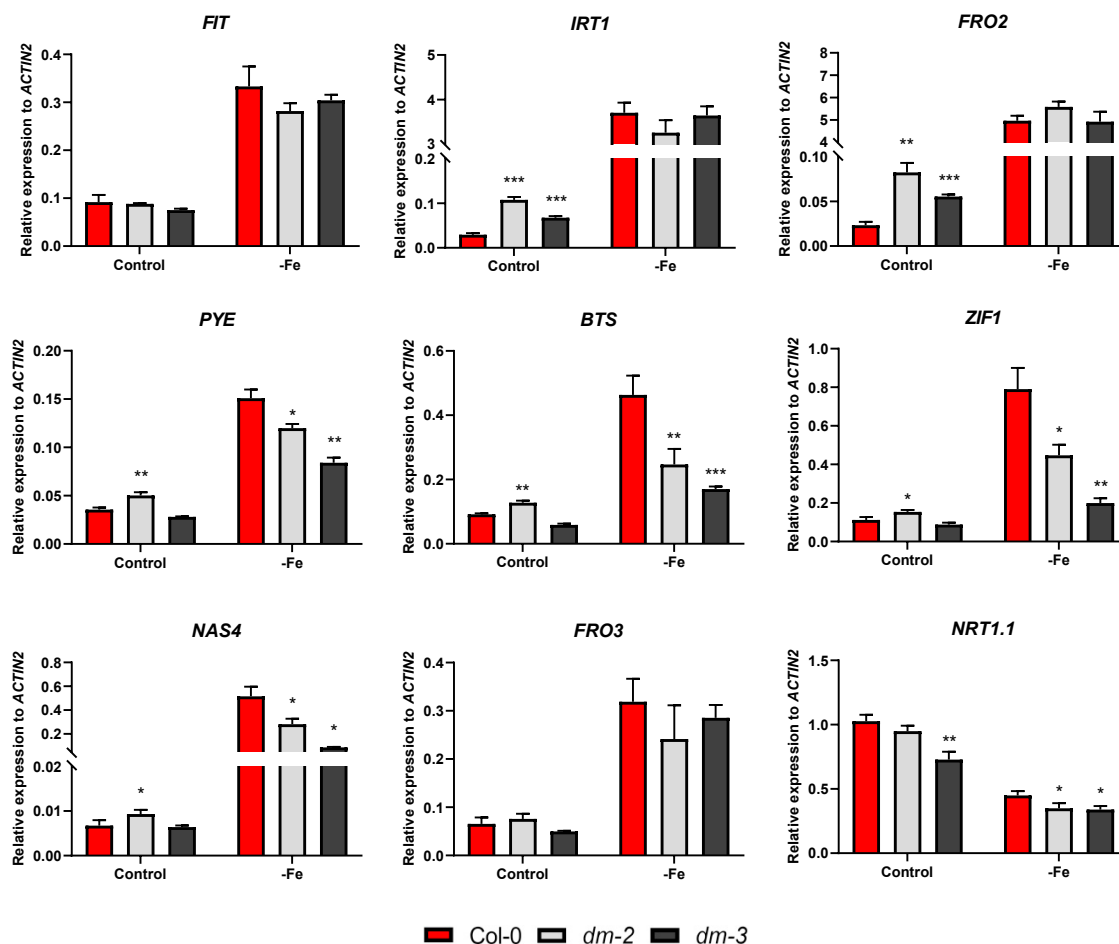 FIT
Relative expression to ACTIN2
0.4
0.3
0.2
0.1
0.0
Control
-Fe
IRT1
Relative expression to ACTIN2
5
4
3
0.2
0.1
0.0
***
***
Control
-Fe
FRO2
Relative expression to ACTIN2
8
7
6
5
4
0.10
0.05
0.00
**
***
Control
-Fe
PYE
Relative expression to ACTIN2
0.20
0.15
0.10
0.05
0.00
**
*
**
Control
-Fe
BTS
Relative expression to ACTIN2
0.6
0.4
0.2
0.0
**
**
***
Control
-Fe
ZIF1
Relative expression to ACTIN2
1.0
0.8
0.6
0.4
0.2
0.0
*
*
**
Control
-Fe
NAS4
Relative expression to ACTIN2
0.8
0.6
0.4
0.2
0.02
0.01
0.00
*
*
*
Control
-Fe
FRO3
Relative expression to ACTIN2
0.4
0.3
0.2
0.1
0.0
Control
-Fe
NRT1.1
Relative expression to ACTIN2
1.5
1.0
0.5
0.0
**
*
*
Control
-Fe
Col-0 dm-2 dm-3